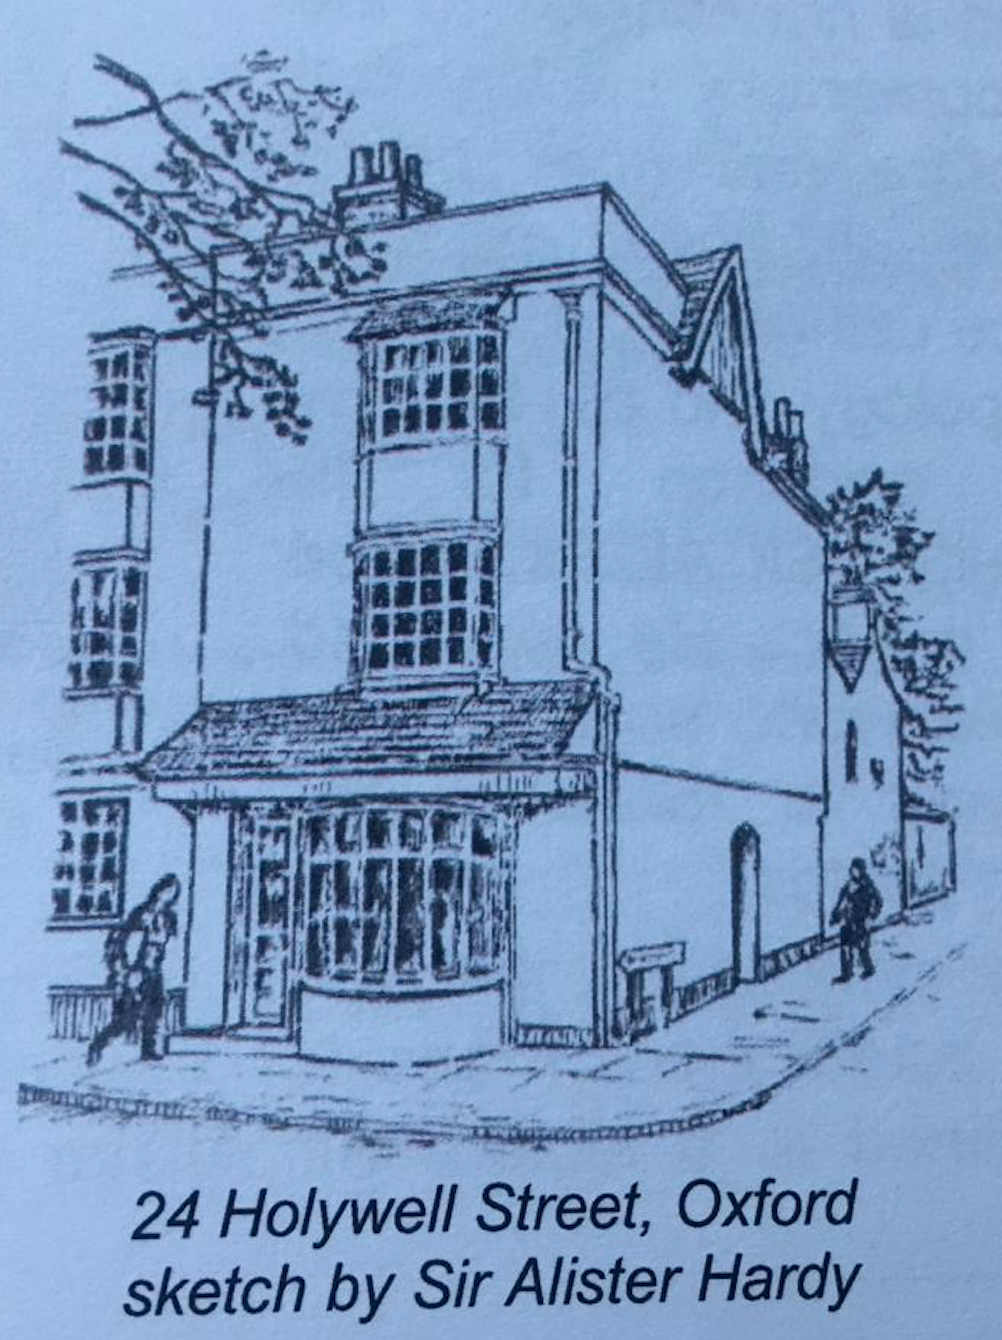 24 Holywell Street, Oxford
sketch by Sir Alister Hardy